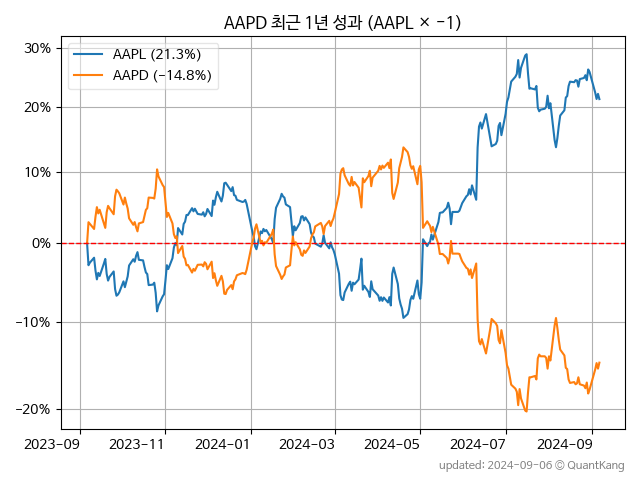 AAPD 최근 1년 성과 (AAPL × −1)
AAPL (21.3%)
AAPD (−14.8%)
30%
20%
10%
0%
−10%
−20%
2023-09 2023-11 2024-01 2024-03 2024-05 2024-07 2024-09
updated: 2024-09-06 © QuantKang